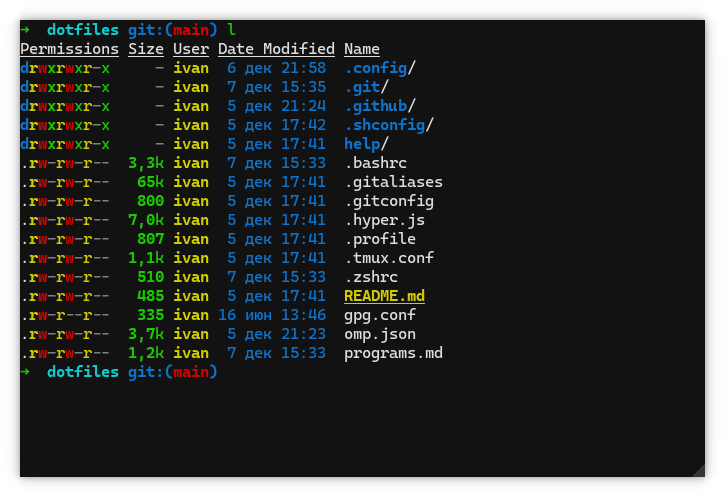 ➜  dotfiles git:(main) l
Permissions Size User Date Modified Name
drwxrwxr-x     - ivan  6 дек 21:58  .config/
drwxrwxr-x     - ivan  7 дек 15:35  .git/
drwxrwxr-x     - ivan  5 дек 21:24  .github/
drwxrwxr-x     - ivan  5 дек 17:42  .shconfig/
drwxrwxr-x     - ivan  5 дек 17:41  help/
.rw-rw-r--  3,3k ivan  7 дек 15:33  .bashrc
.rw-rw-r--   65k ivan  5 дек 17:41  .gitaliases
.rw-rw-r--   800 ivan  5 дек 17:41  .gitconfig
.rw-rw-r--  7,0k ivan  5 дек 17:41  .hyper.js
.rw-rw-r--   807 ivan  5 дек 17:41  .profile
.rw-rw-r--  1,1k ivan  5 дек 17:41  .tmux.conf
.rw-rw-r--   510 ivan  7 дек 15:33  .zshrc
.rw-rw-r--   485 ivan  5 дек 17:41  README.md
.rw-r--r--   335 ivan 16 июн 13:46  gpg.conf
.rw-rw-r--  3,7k ivan  5 дек 21:23  omp.json
.rw-rw-r--  1,2k ivan  7 дек 15:33  programs.md
➜  dotfiles git:(main)